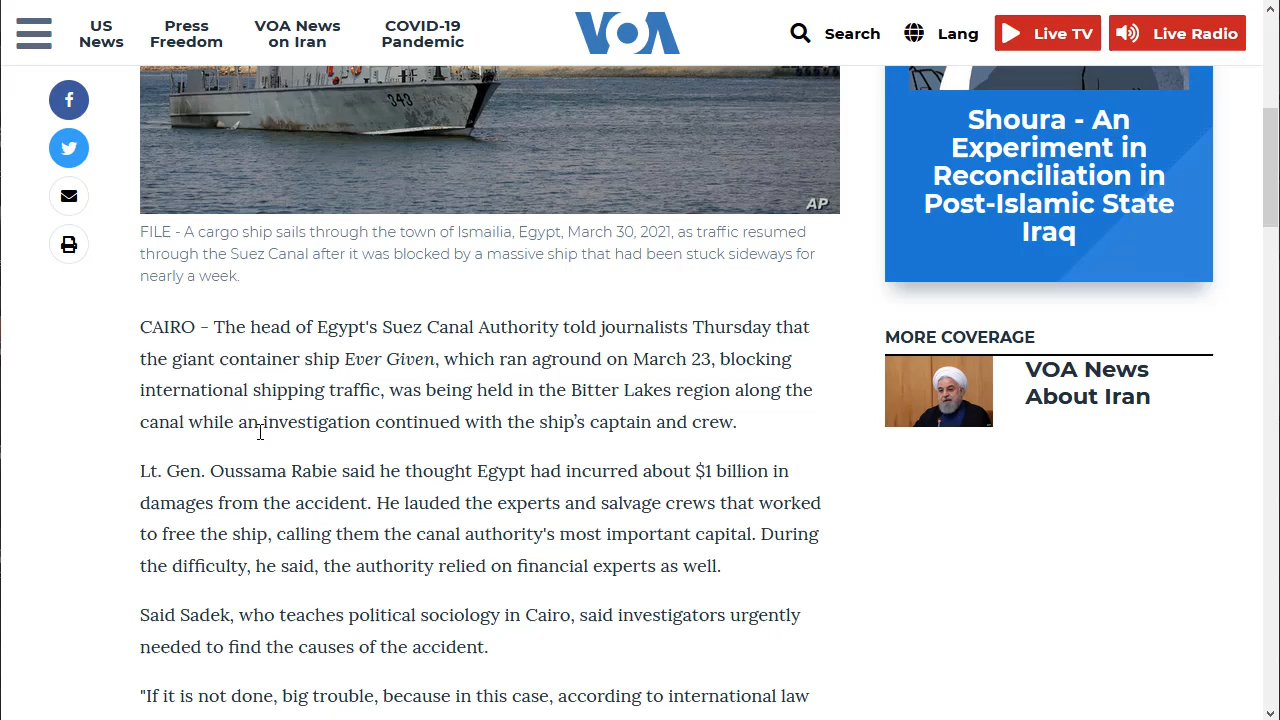 US News
Press Freedom
VOA News on Iran
COVID-19 Pandemic
VOA
Search
Lang
Live TV
Live Radio
343
AP
FILE - A cargo ship sails through the town of Ismailia, Egypt, March 30, 2021, as traffic resumed
through the Suez Canal after it was blocked by a massive ship that had been stuck sideways for
nearly a week.
CAIRO - The head of Egypt's Suez Canal Authority told journalists Thursday that
the giant container ship Ever Given, which ran aground on March 23, blocking
international shipping traffic, was being held in the Bitter Lakes region along the
canal while an investigation continued with the ship’s captain and crew.
Lt. Gen. Oussama Rabie said he thought Egypt had incurred about $1 billion in
damages from the accident. He lauded the experts and salvage crews that worked
to free the ship, calling them the canal authority's most important capital. During
the difficulty, he said, the authority relied on financial experts as well.
Said Sadek, who teaches political sociology in Cairo, said investigators urgently
needed to find the causes of the accident.
"If it is not done, big trouble, because in this case, according to international law
Shoura - An
Experiment in
Reconciliation in
Post-Islamic State
Iraq
MORE COVERAGE
VOA News
About Iran